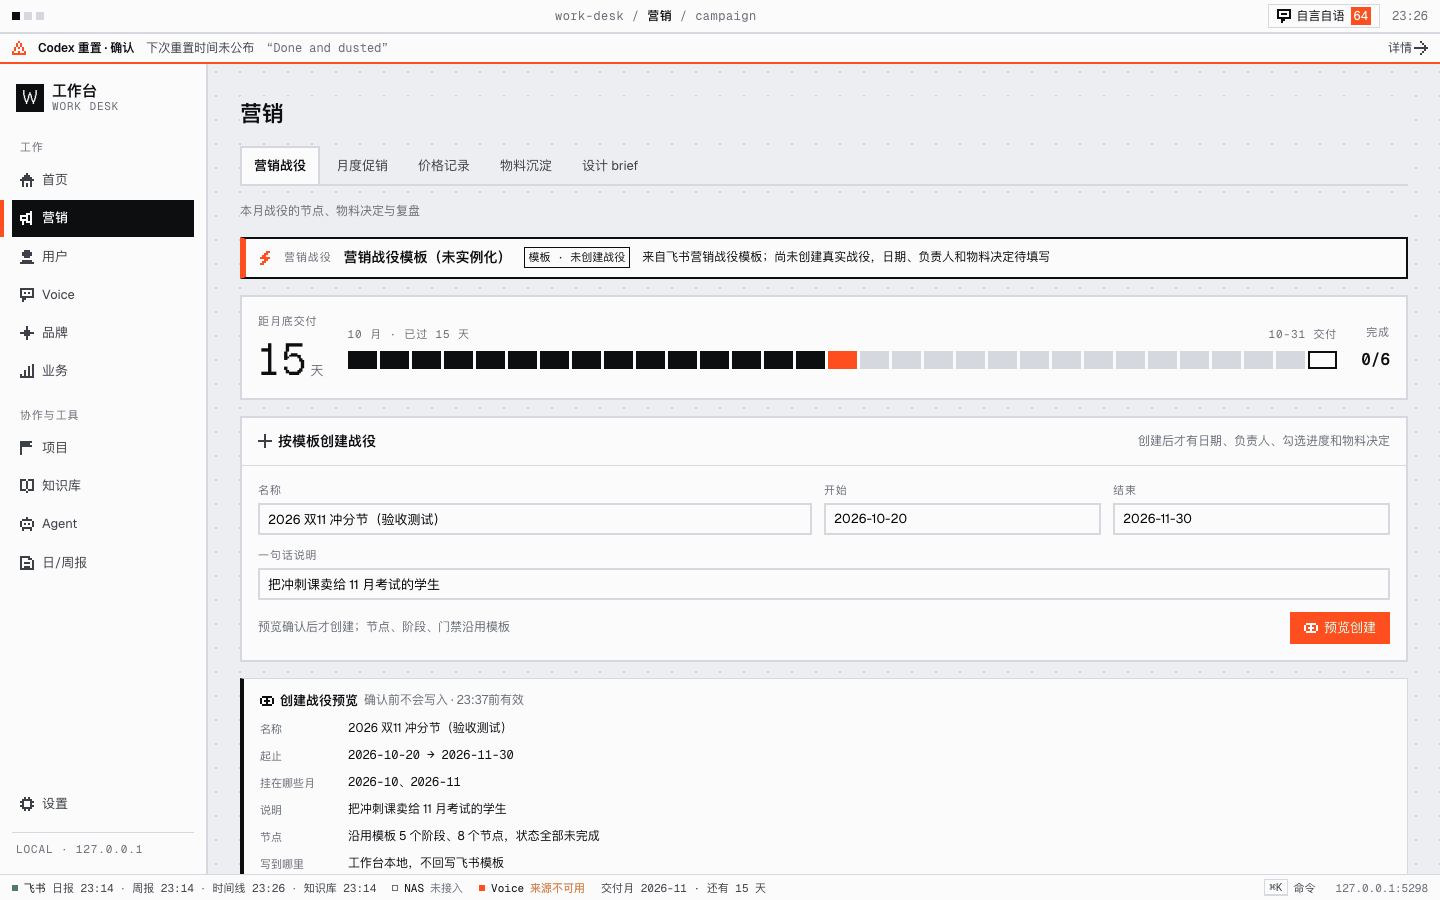 work-desk / 营销 / campaign
自言自语 64
23:26
Codex 重置 · 确认 下次重置时间未公布 “Done and dusted”
详情
W
工作台
WORK DESK
工作
首页
营销
用户
Voice
品牌
业务
协作与工具
项目
知识库
Agent
日/周报
设置
LOCAL · 127.0.0.1
营销
营销战役 月度促销 价格记录 物料沉淀 设计 brief
本月战役的节点、物料决定与复盘
营销战役 营销战役模板（未实例化） 模板 · 未创建战役 来自飞书营销战役模板；尚未创建真实战役，日期、负责人和物料决定待填写
距月底交付
15 天
10 月 · 已过 15 天
10-31 交付
完成
0/6
按模板创建战役
创建后才有日期、负责人、勾选进度和物料决定
名称 开始 结束
2026 双11 冲分节（验收测试） 2026-10-20 2026-11-30
一句话说明
把冲刺课卖给 11 月考试的学生
预览确认后才创建；节点、阶段、门禁沿用模板
预览创建
创建战役预览 确认前不会写入 · 23:37前有效
名称 2026 双11 冲分节（验收测试）
起止 2026-10-20 → 2026-11-30
挂在哪些月 2026-10、2026-11
说明 把冲刺课卖给 11 月考试的学生
节点 沿用模板 5 个阶段、8 个节点，状态全部未完成
写到哪里 工作台本地，不回写飞书模板
飞书 日报 23:14 · 周报 23:14 · 时间线 23:26 · 知识库 23:14 NAS 未接入 Voice 来源不可用 交付月 2026-11 · 还有 15 天
⌘K 命令 127.0.0.1:5298